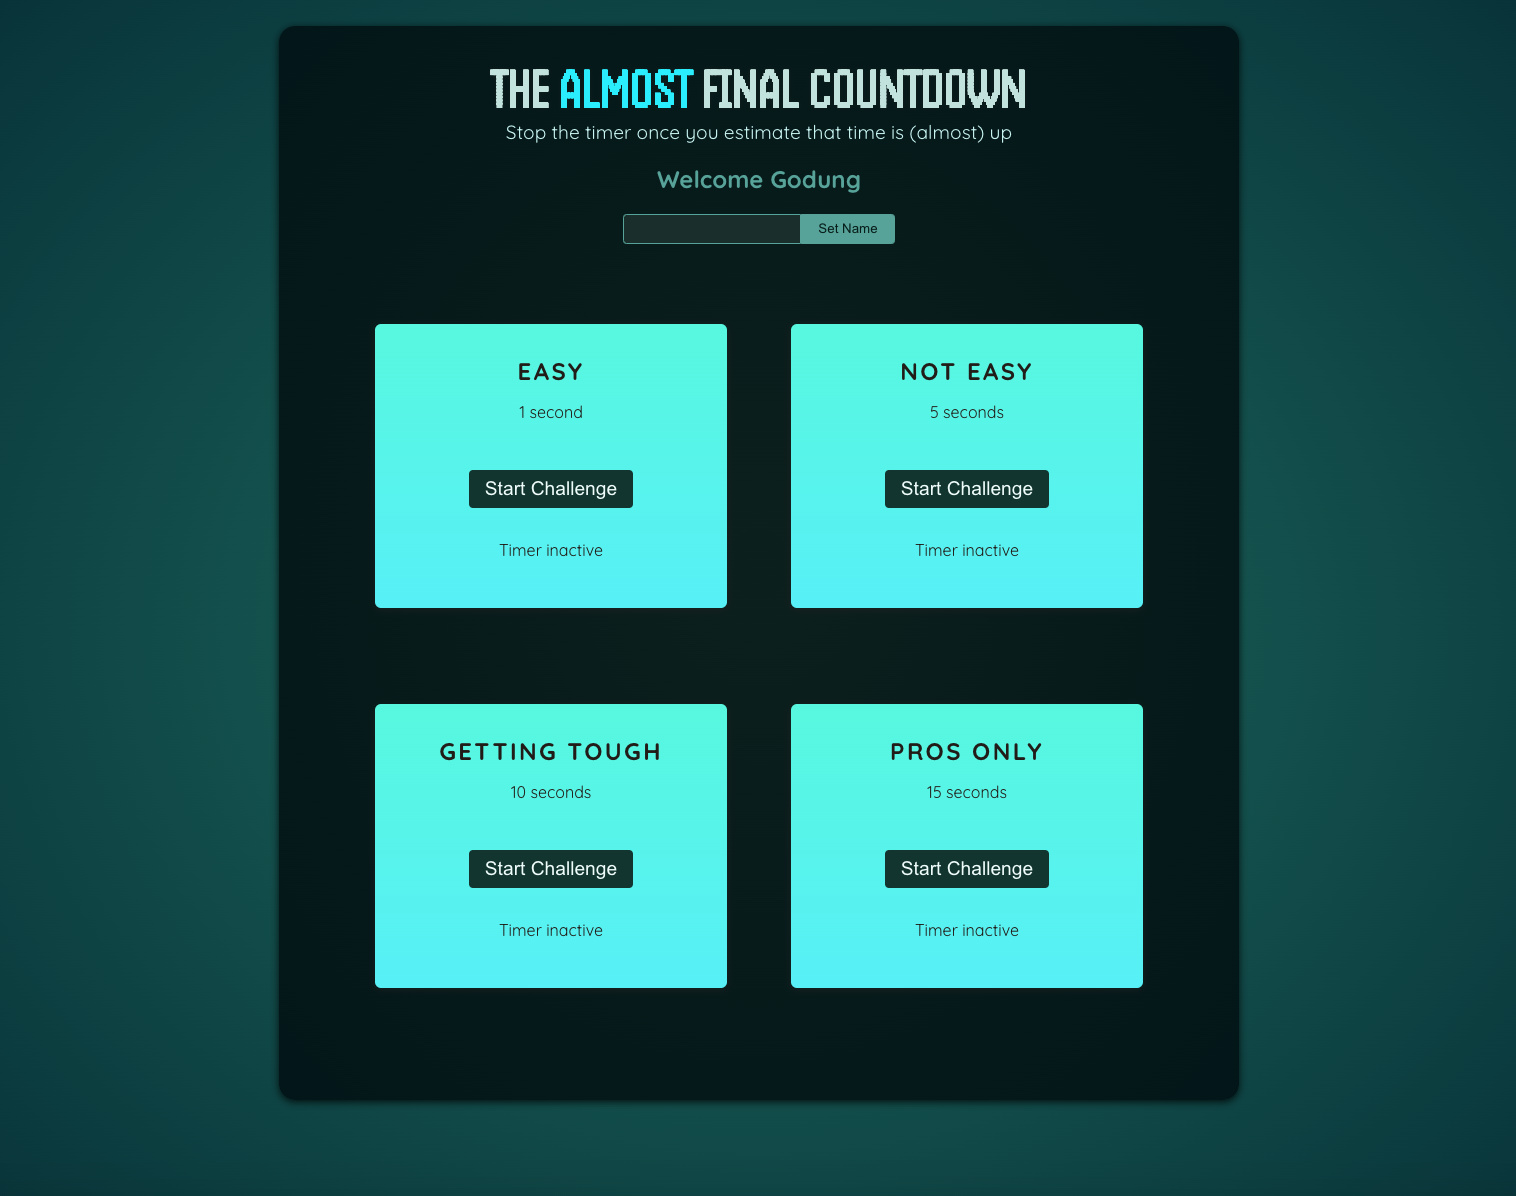 THE ALMOST FINAL COUNTDOWN
Stop the timer once you estimate that time is (almost) up
Welcome Godung
Set Name
EASY
1 second
Start Challenge
Timer inactive
NOT EASY
5 seconds
Start Challenge
Timer inactive
GETTING TOUGH
10 seconds
Start Challenge
Timer inactive
PROS ONLY
15 seconds
Start Challenge
Timer inactive